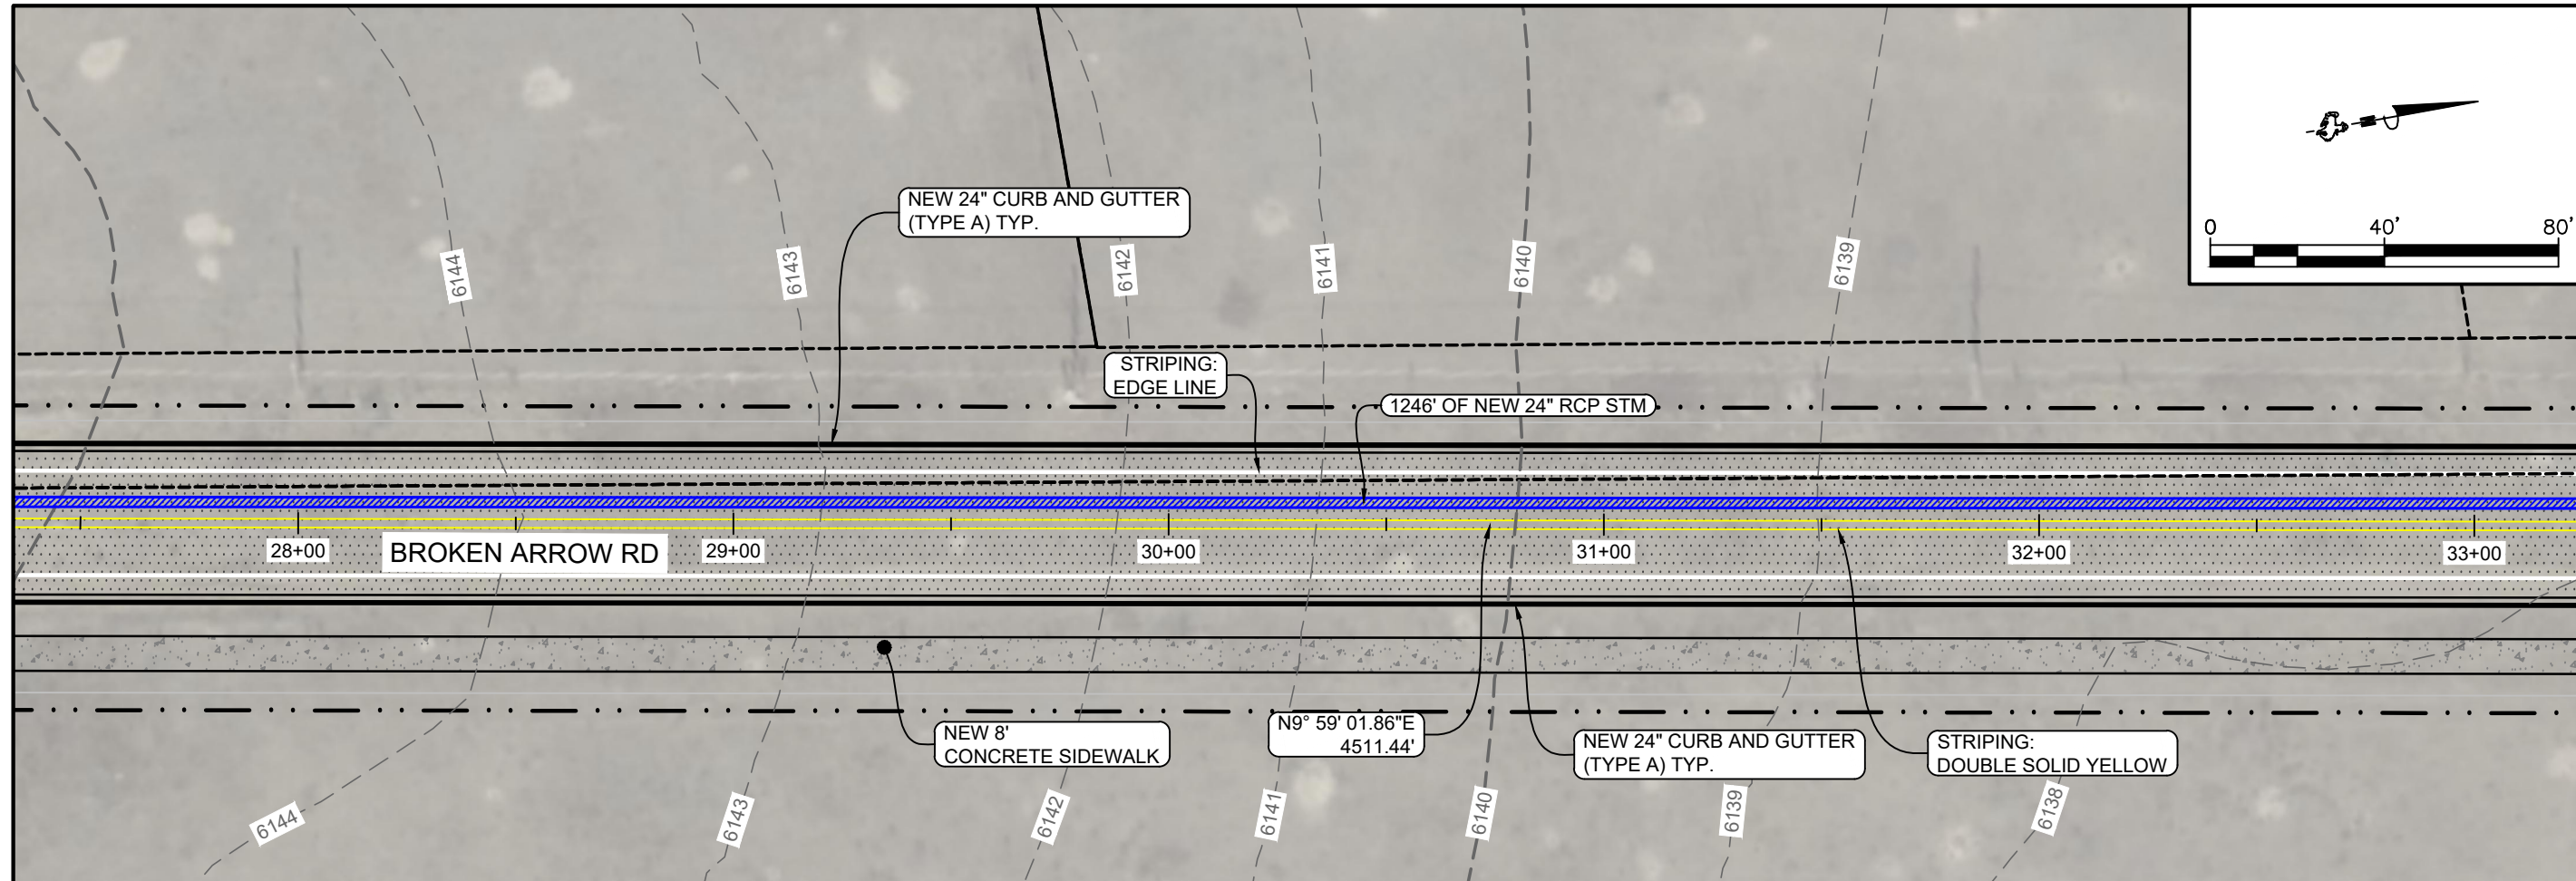 0 40' 80'
NEW 24" CURB AND GUTTER
(TYPE A) TYP.
6144
6143
6142
6141
6140
6139
STRIPING:
EDGE LINE
1246' OF NEW 24" RCP STM
28+00
BROKEN ARROW RD
29+00
30+00
31+00
32+00
33+00
NEW 8'
CONCRETE SIDEWALK
N9° 59' 01.86"E
4511.44'
NEW 24" CURB AND GUTTER
(TYPE A) TYP.
STRIPING:
DOUBLE SOLID YELLOW
6144
6143
6142
6141
6140
6139
6138